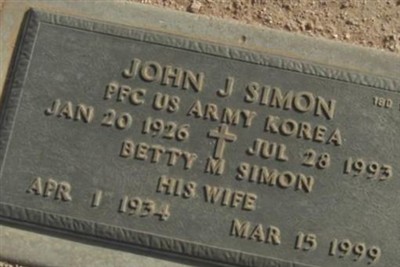 JOHN J SIMON
PFC US ARMY KOREA
JAN 20 1926 JUL 28 1993
BETTY M SIMON
HIS WIFE
APR 1 1934 MAR 15 1999